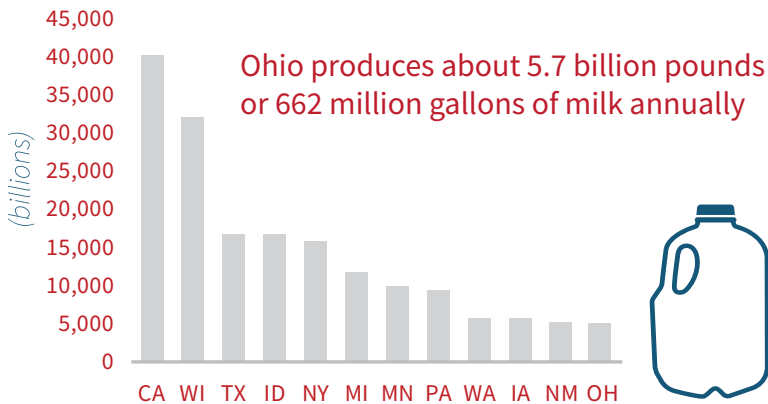 45,000
40,000
35,000
30,000
25,000
20,000
15,000
10,000
5,000
0
(billions)
Ohio produces about 5.7 billion pounds
or 662 million gallons of milk annually
CA WI TX ID NY MI MN PA WA IA NM OH